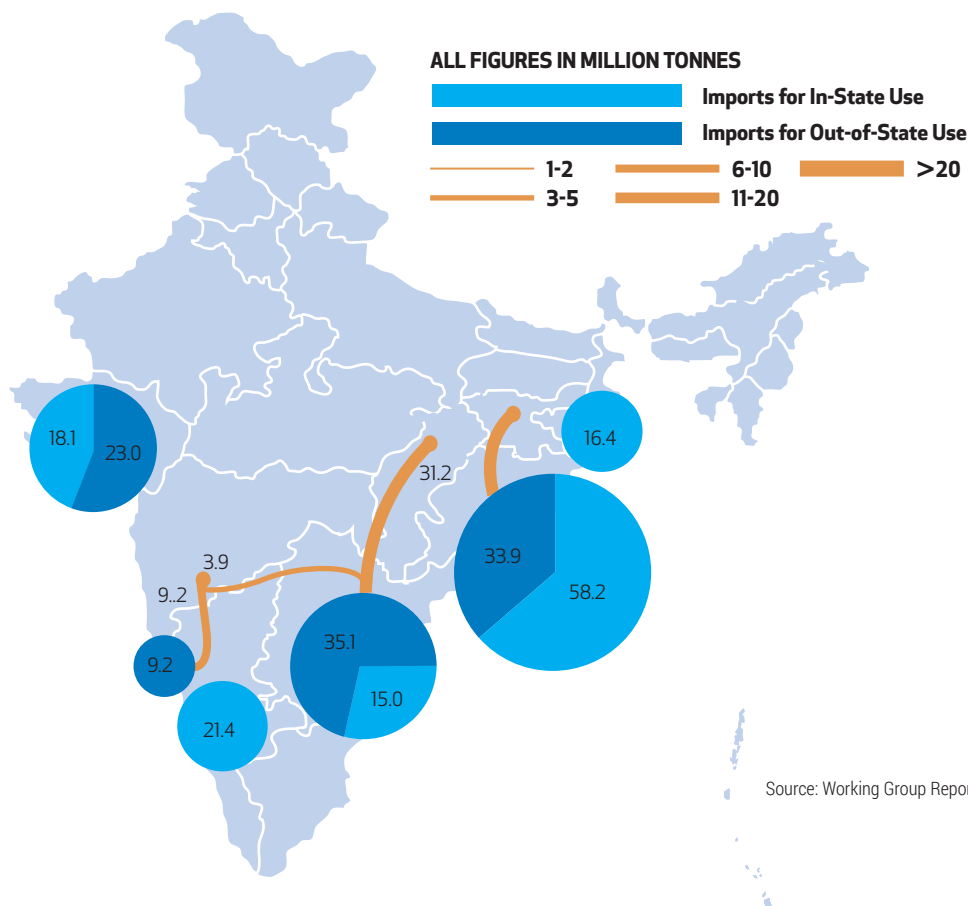 ALL FIGURES IN MILLION TONNES
Imports for In-State Use
Imports for Out-of-State Use
1-2 6-10 >20
3-5 11-20
18.1
23.0
16.4
31.2
33.9
58.2
3.9
9..2
9.2
35.1
15.0
21.4
Source: Working Group Repor